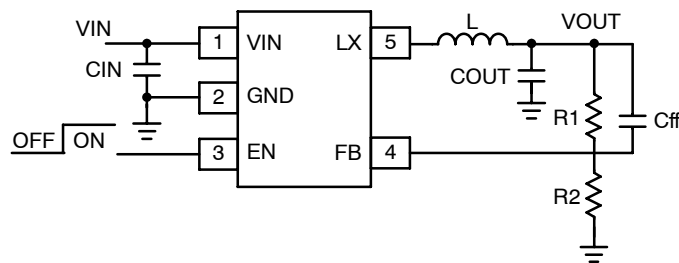 VIN
CIN
OFF
ON
1
VIN
2
GND
3
EN
LX
5
FB
4
L
VOUT
COUT
R1
Cff
R2